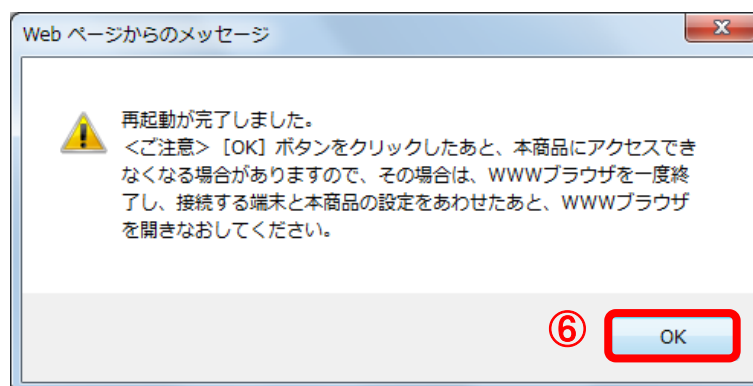 Web ページからのメッセージ
再起動が完了しました。
＜ご注意＞［OK］ボタンをクリックしたあと、本商品にアクセスでき
なくなる場合がありますので、その場合は、WWWブラウザを一度終
了し、接続する端末と本商品の設定をあわせたあと、WWWブラウザ
を開きなおしてください。
⑥ OK